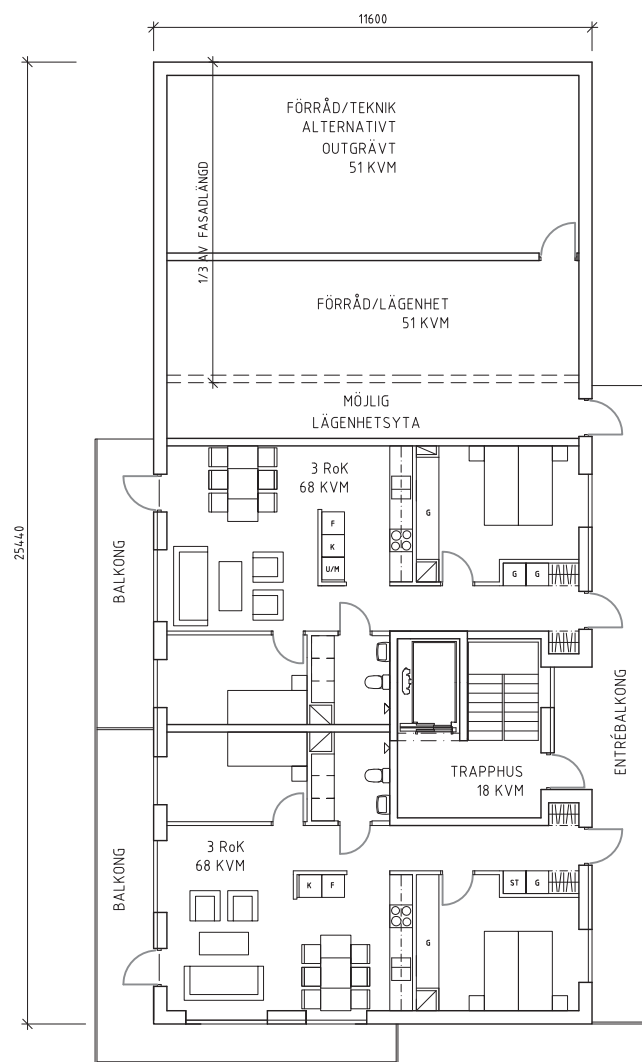 11600
25440
FÖRRÅD/TEKNIK
ALTERNATIVT
OUTGRÄVT
51 KVM
1/3 AV FASADLÄNGD
FÖRRÅD/LÄGENHET
51 KVM
MÖJLIG
LÄGENHETSYTA
3 RoK
68 KVM
F
K
U/M
G
G G
BALKONG
ENTRÉBALKONG
TRAPPHUS
18 KVM
3 RoK
68 KVM
K F
ST G
G
BALKONG